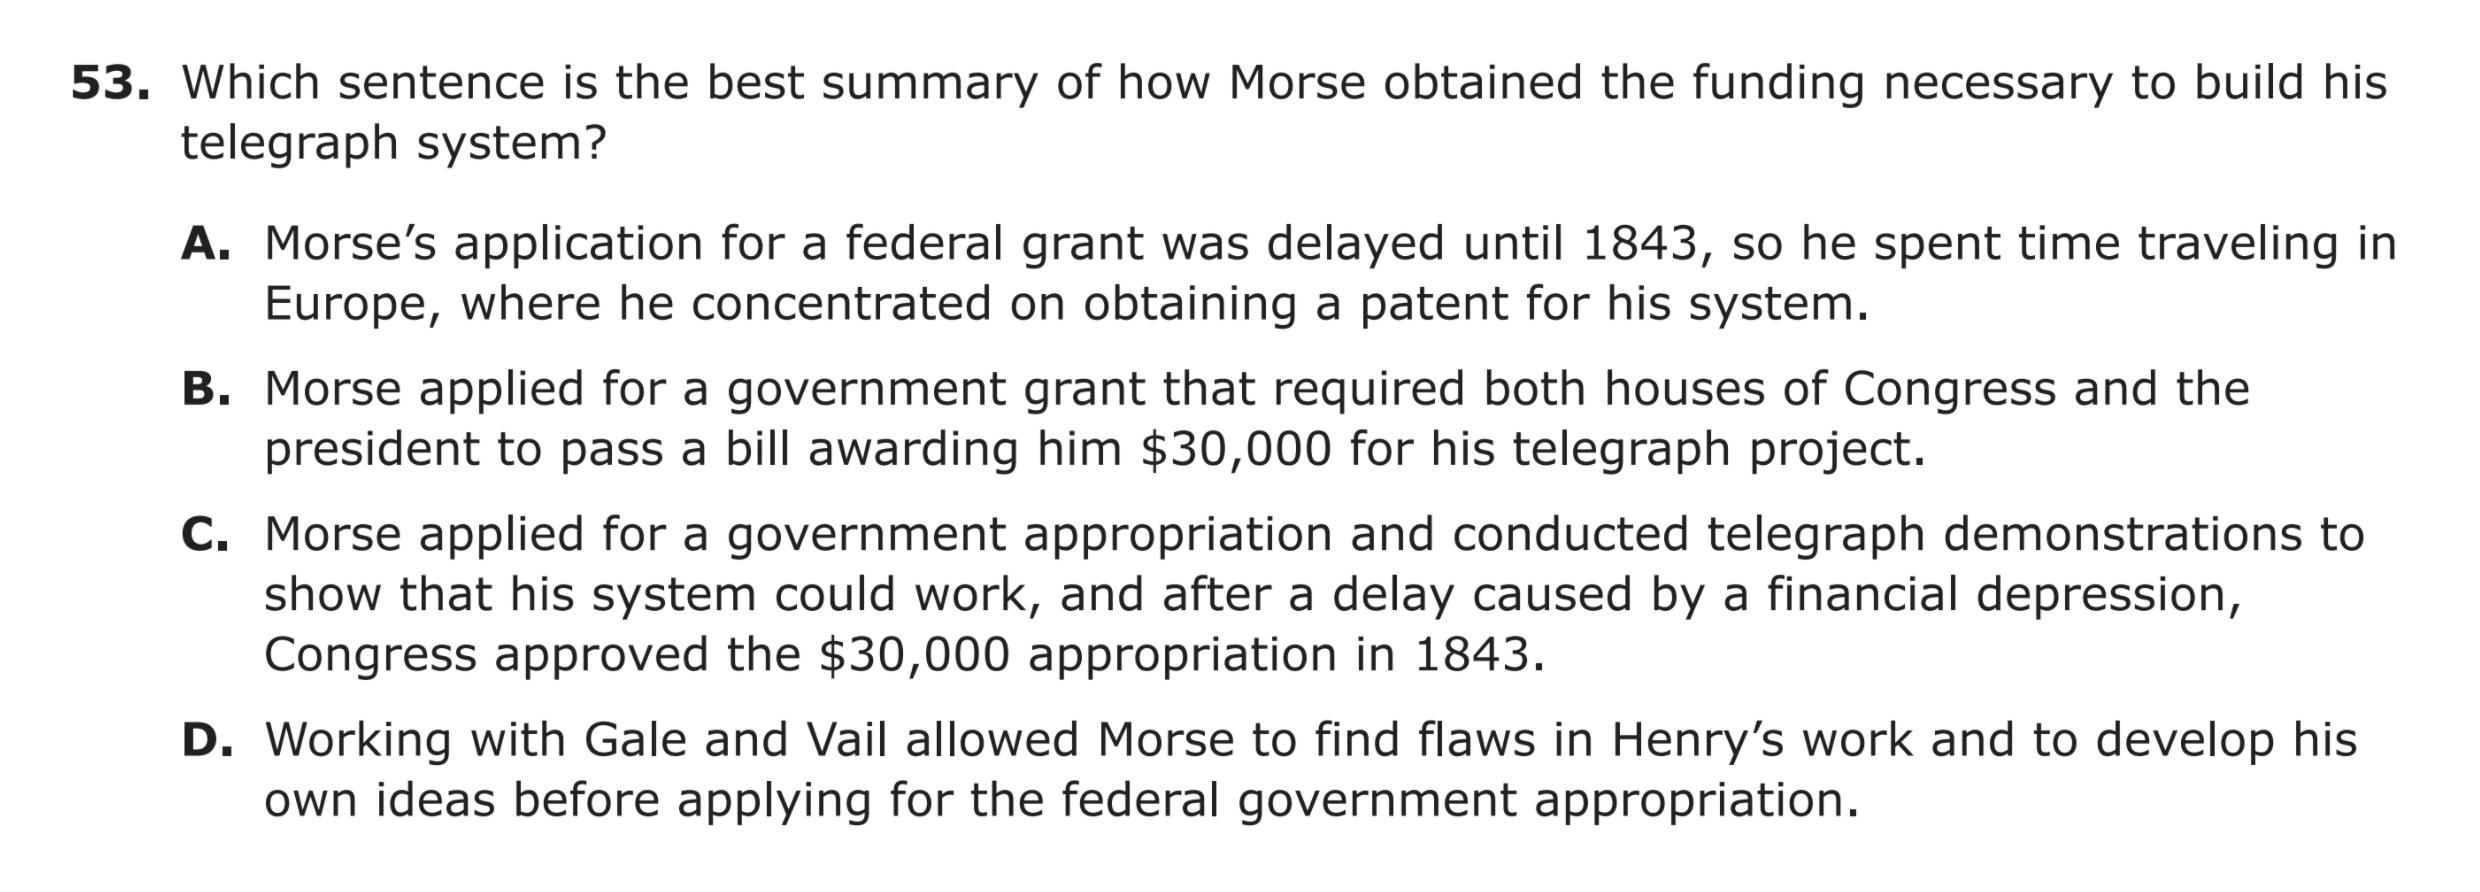 53. Which sentence is the best summary of how Morse obtained the funding necessary to build his
telegraph system?
A. Morse’s application for a federal grant was delayed until 1843, so he spent time traveling in
Europe, where he concentrated on obtaining a patent for his system.
B. Morse applied for a government grant that required both houses of Congress and the
president to pass a bill awarding him $30,000 for his telegraph project.
C. Morse applied for a government appropriation and conducted telegraph demonstrations to
show that his system could work, and after a delay caused by a financial depression,
Congress approved the $30,000 appropriation in 1843.
D. Working with Gale and Vail allowed Morse to find flaws in Henry’s work and to develop his
own ideas before applying for the federal government appropriation.